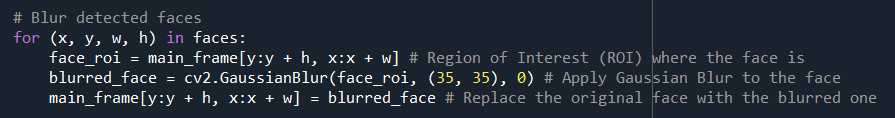 # Blur detected faces
for (x, y, w, h) in faces:
    face_roi = main_frame[y:y + h, x:x + w] # Region of Interest (ROI) where the face is
    blurred_face = cv2.GaussianBlur(face_roi, (35, 35), 0) # Apply Gaussian Blur to the face
    main_frame[y:y + h, x:x + w] = blurred_face # Replace the original face with the blurred one